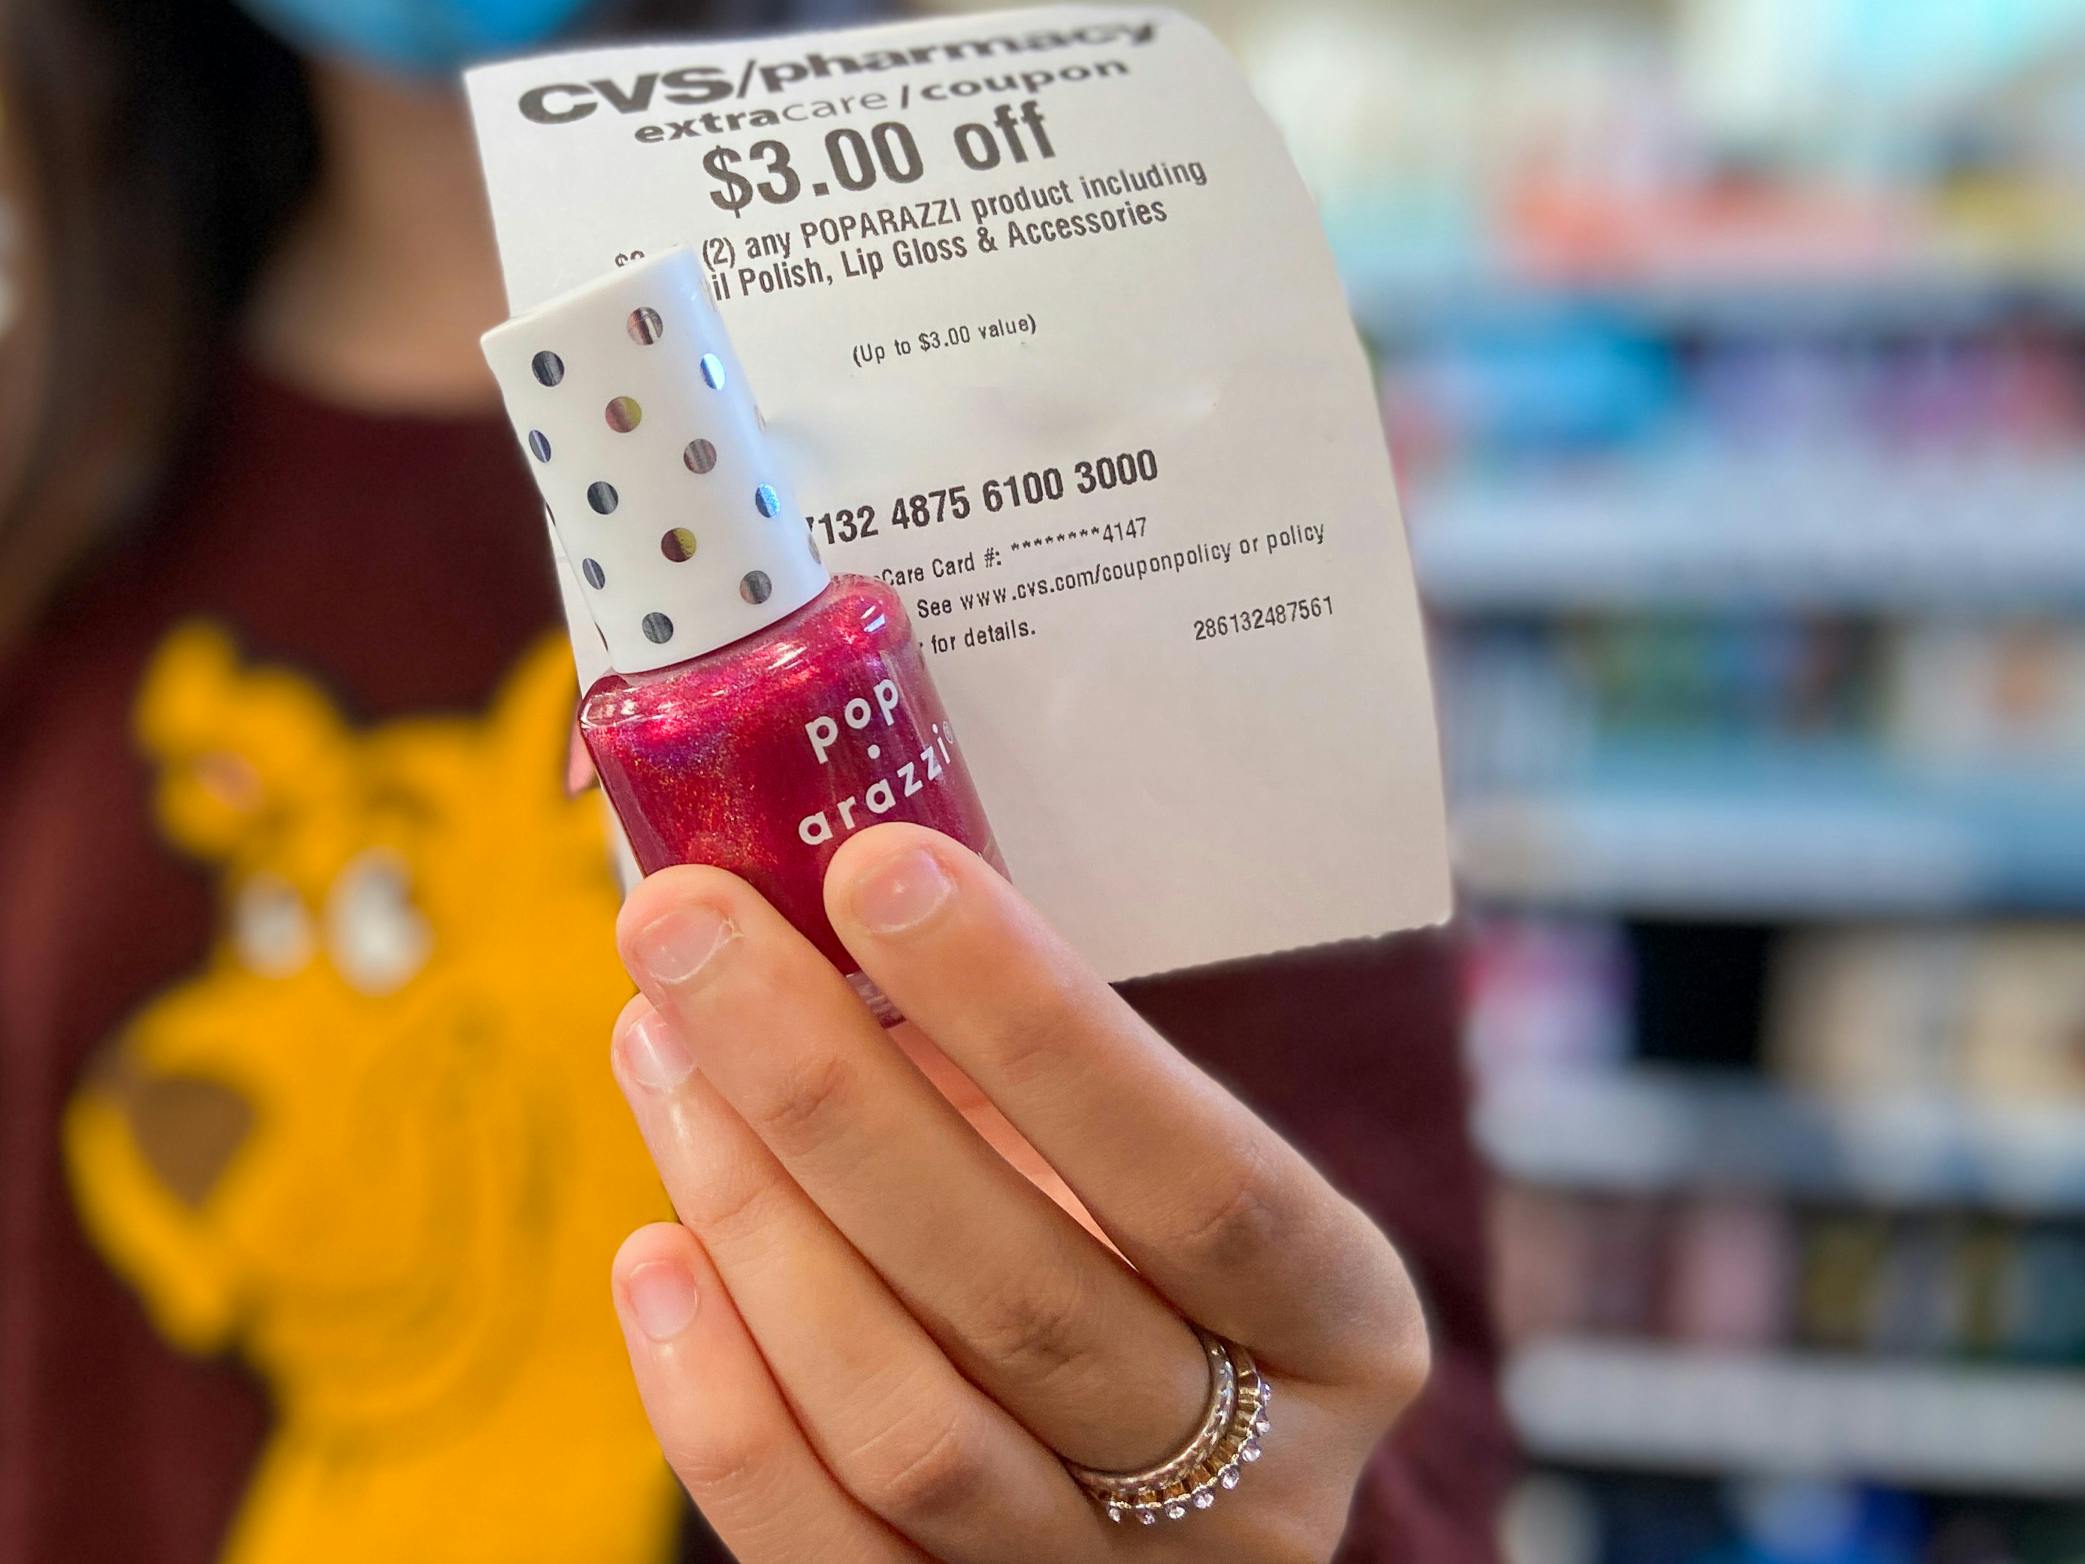 CVS/pharmacy
extracare/coupon
$3.00 off
(2) any POPARAZZI product including
Polish, Lip Gloss & Accessories
(Up to $3.00 value)
132 4875 6100 3000
Care Card #: ********4147
See www.cvs.com/couponpolicy or policy
for details.
286132487561
pop
•
arazzi®